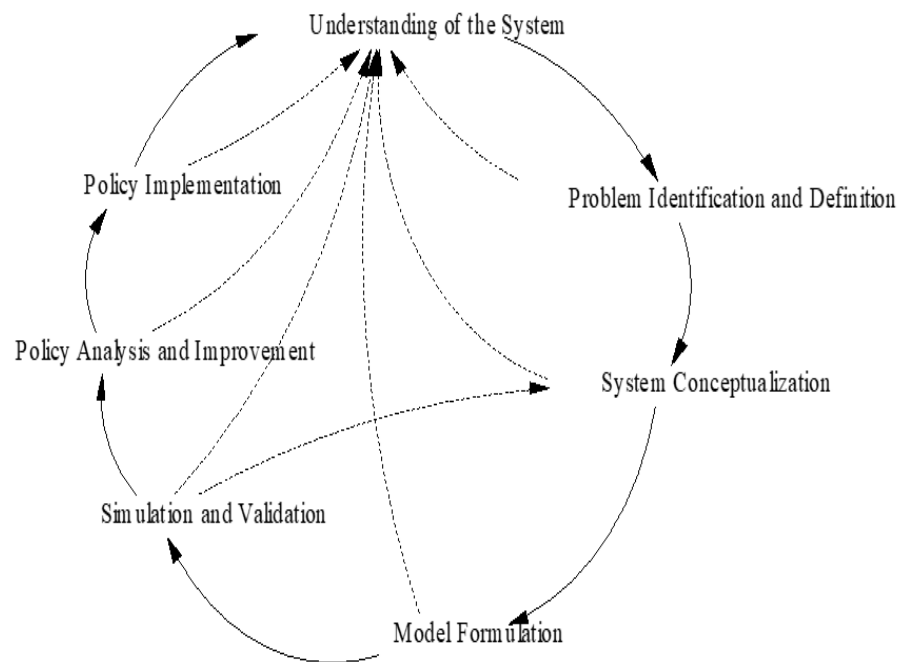 Understanding of the System
Policy Implementation
Problem Identification and Definition
Policy Analysis and Improvement
System Conceptualization
Simulation and Validation
Model Formulation